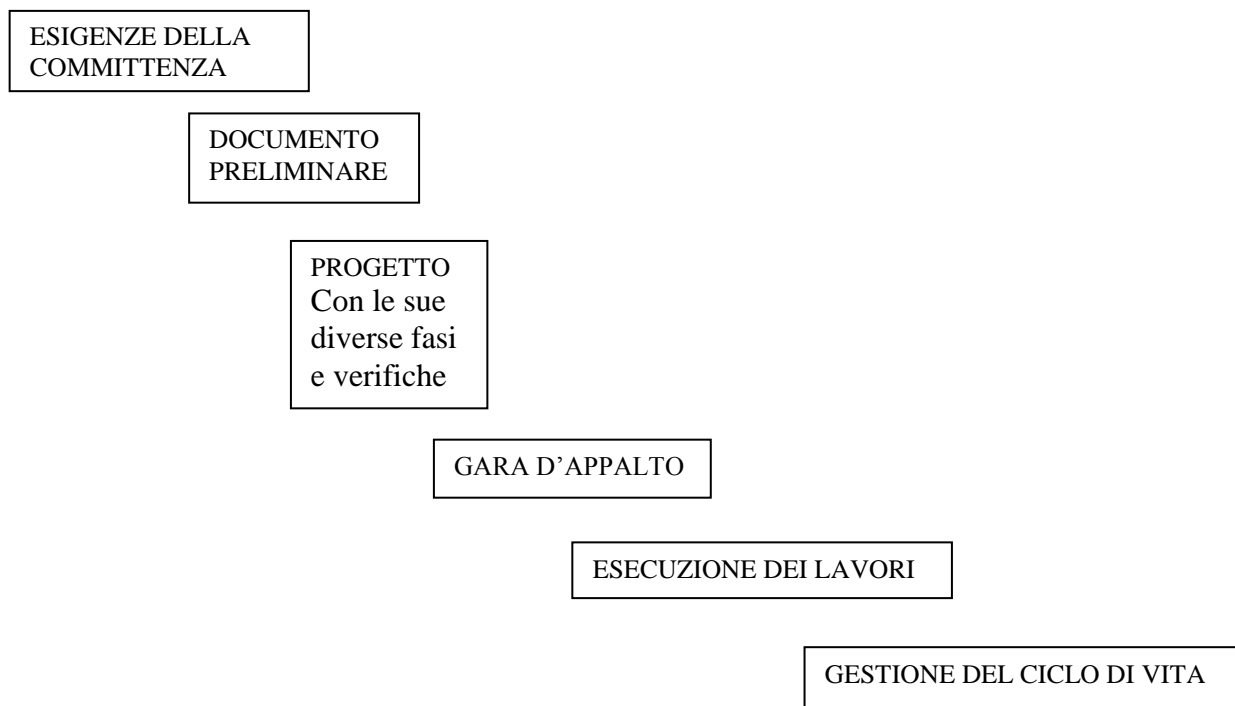 ESIGENZE DELLA
COMMITTENZA
DOCUMENTO
PRELIMINARE
PROGETTO
Con le sue
diverse fasi
e verifiche
GARA D’APPALTO
ESECUZIONE DEI LAVORI
GESTIONE DEL CICLO DI VITA